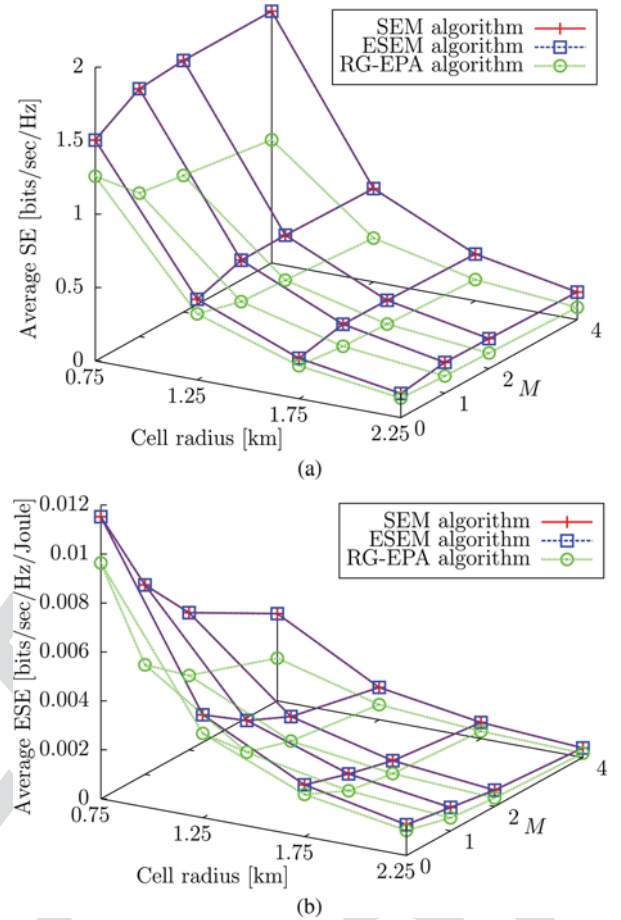 SEM algorithm
ESEM algorithm
RG-EPA algorithm
Average SE [bits/sec/Hz]
2
1.5
1
0.5
0
0.75
1.25
1.75
2.25
Cell radius [km]
0
1
2
4
M
(a)
SEM algorithm
ESEM algorithm
RG-EPA algorithm
Average ESE [bits/sec/Hz/Joule]
0.012
0.01
0.008
0.006
0.004
0.002
0
0.75
1.25
1.75
2.25
Cell radius [km]
0
1
2
4
M
(b)